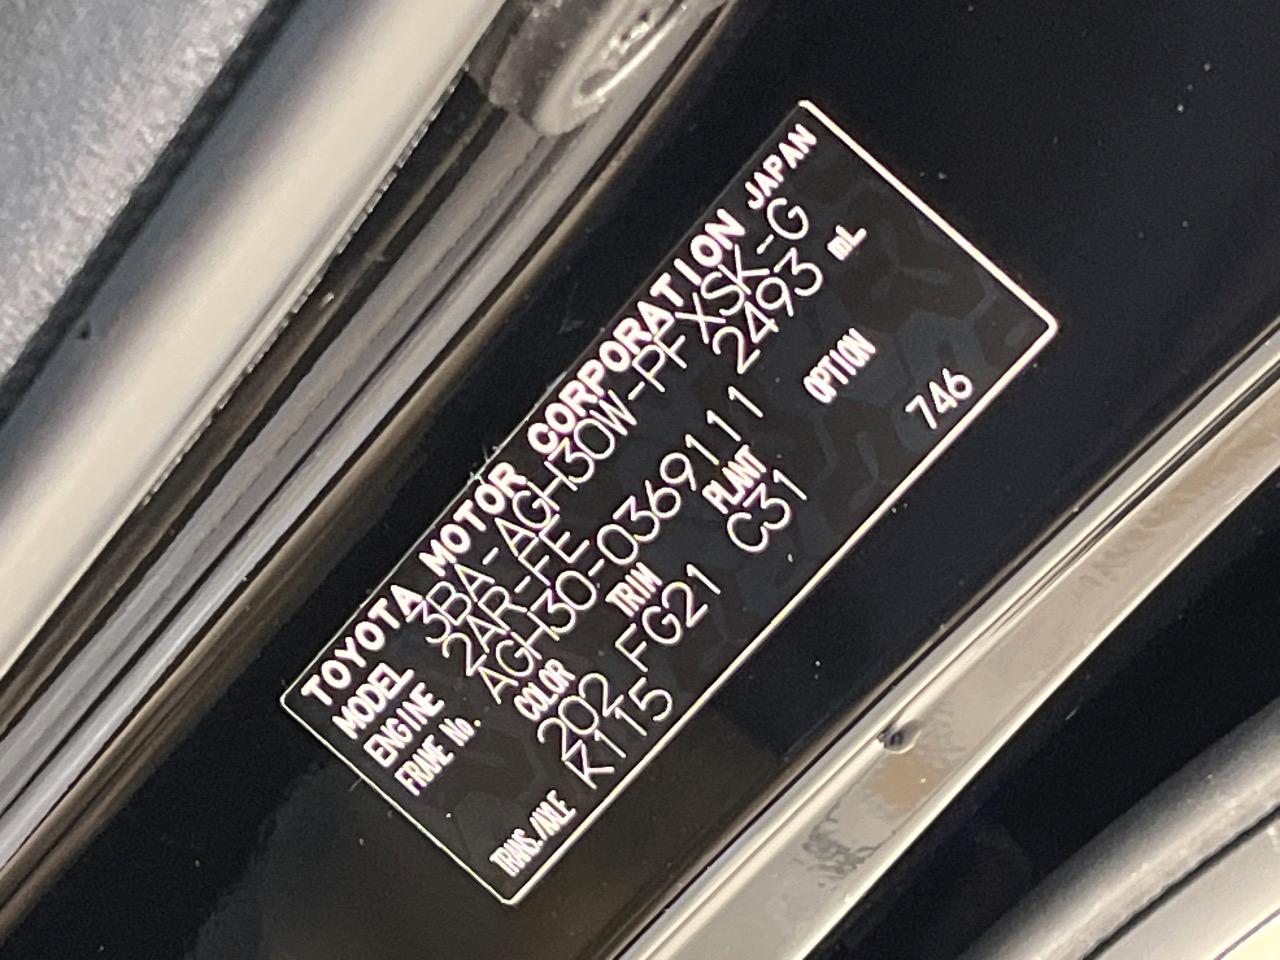 TOYOTA MOTOR CORPORATION JAPAN
MODEL 3BA-AGH30W-PFXSK-G
ENGINE 2AR-FE 2493 mL
FRAME No. AGH30-0369111
COLOR TRIM PLANT OPTION
202 FG21 C31 746
TRANS./AXLE K115